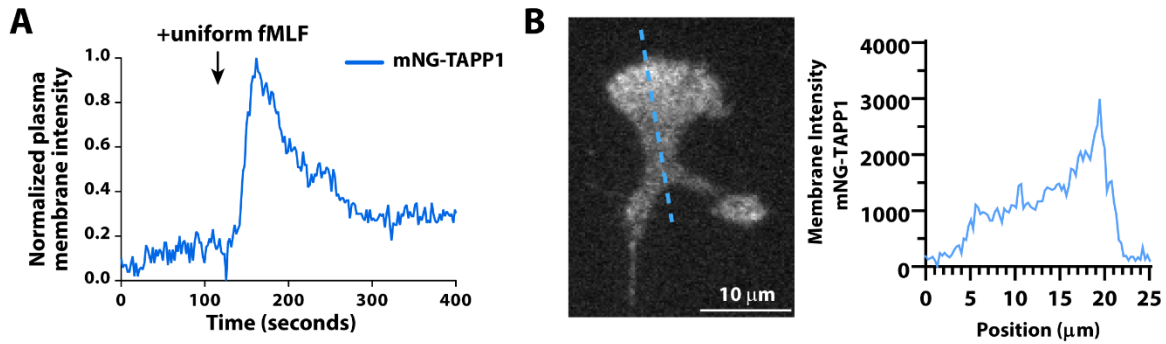 A
+uniform fMLF
mNG-TAPP1
Normalized plasma
membrane intensity
1.0
0.8
0.6
0.4
0.2
0.0
0
100
200
300
400
Time (seconds)
B
10 μm
Membrane Intensity
mNG-TAPP1
4000
3000
2000
1000
0
0
5
10
15
20
25
Position (μm)